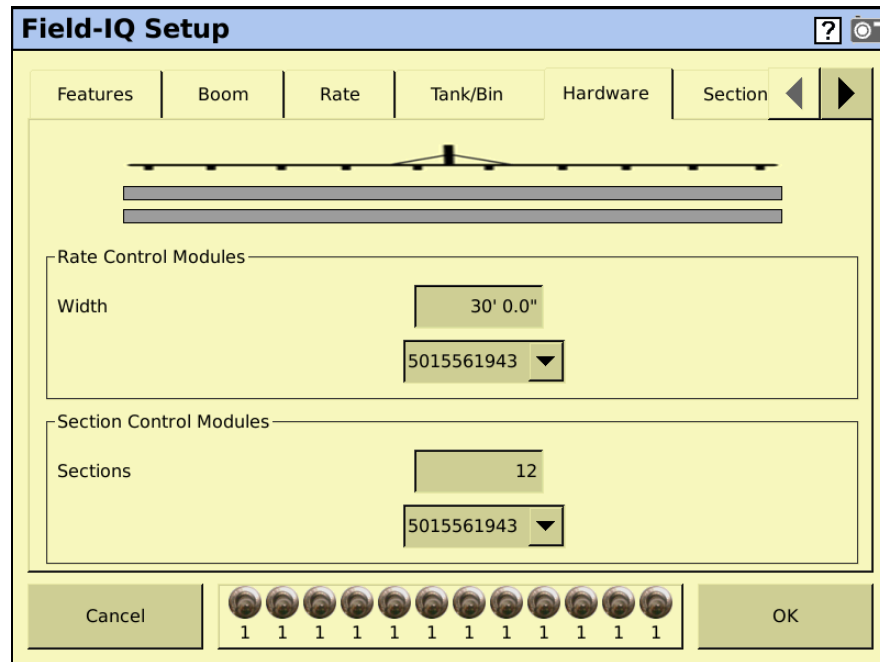 Field-IQ Setup ?
Features Boom Rate Tank/Bin Hardware Section
Rate Control Modules
Width 30' 0.0"
5015561943
Section Control Modules
Sections 12
5015561943
Cancel 1 1 1 1 1 1 1 1 1 1 1 1 OK